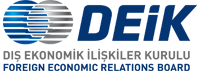 DEİK
DIŞ EKONOMİK İLİŞKİLER KURULU
FOREIGN ECONOMIC RELATIONS BOARD